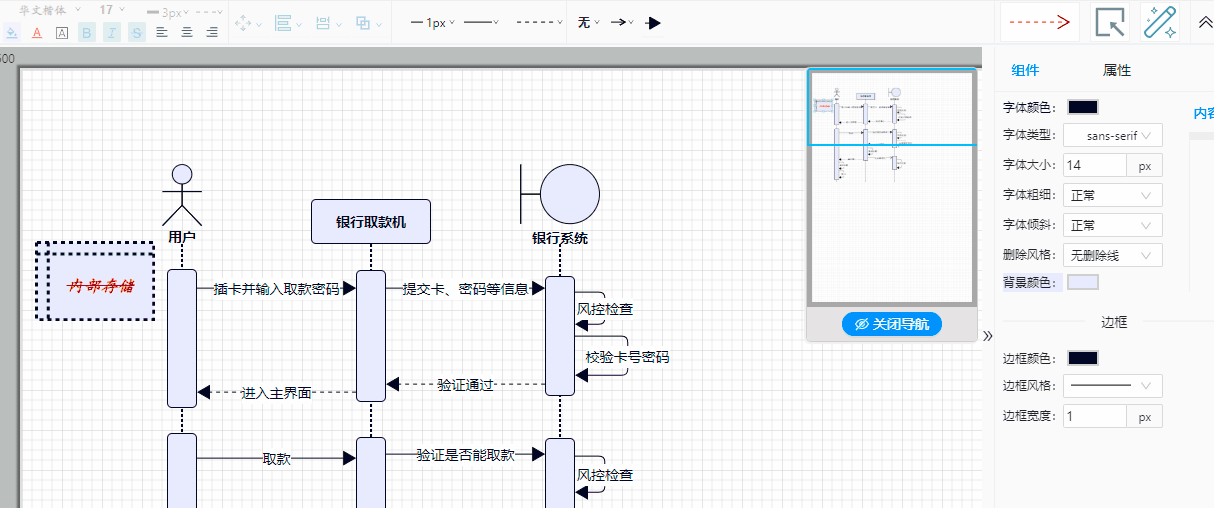 华文楷体 17 3px
A A B I S
1px 无
500
组件 属性
字体颜色：
内容
字体类型： sans-serif
字体大小： 14 px
字体粗细： 正常
字体倾斜： 正常
删除风格： 无删除线
背景颜色：
边框
边框颜色：
边框风格：
边框宽度： 1 px
关闭导航
用户
银行取款机
银行系统
内部存储
插卡并输入取款密码
提交卡、密码等信息
风控检查
校验卡号密码
验证通过
进入主界面
取款
验证是否能取款
风控检查